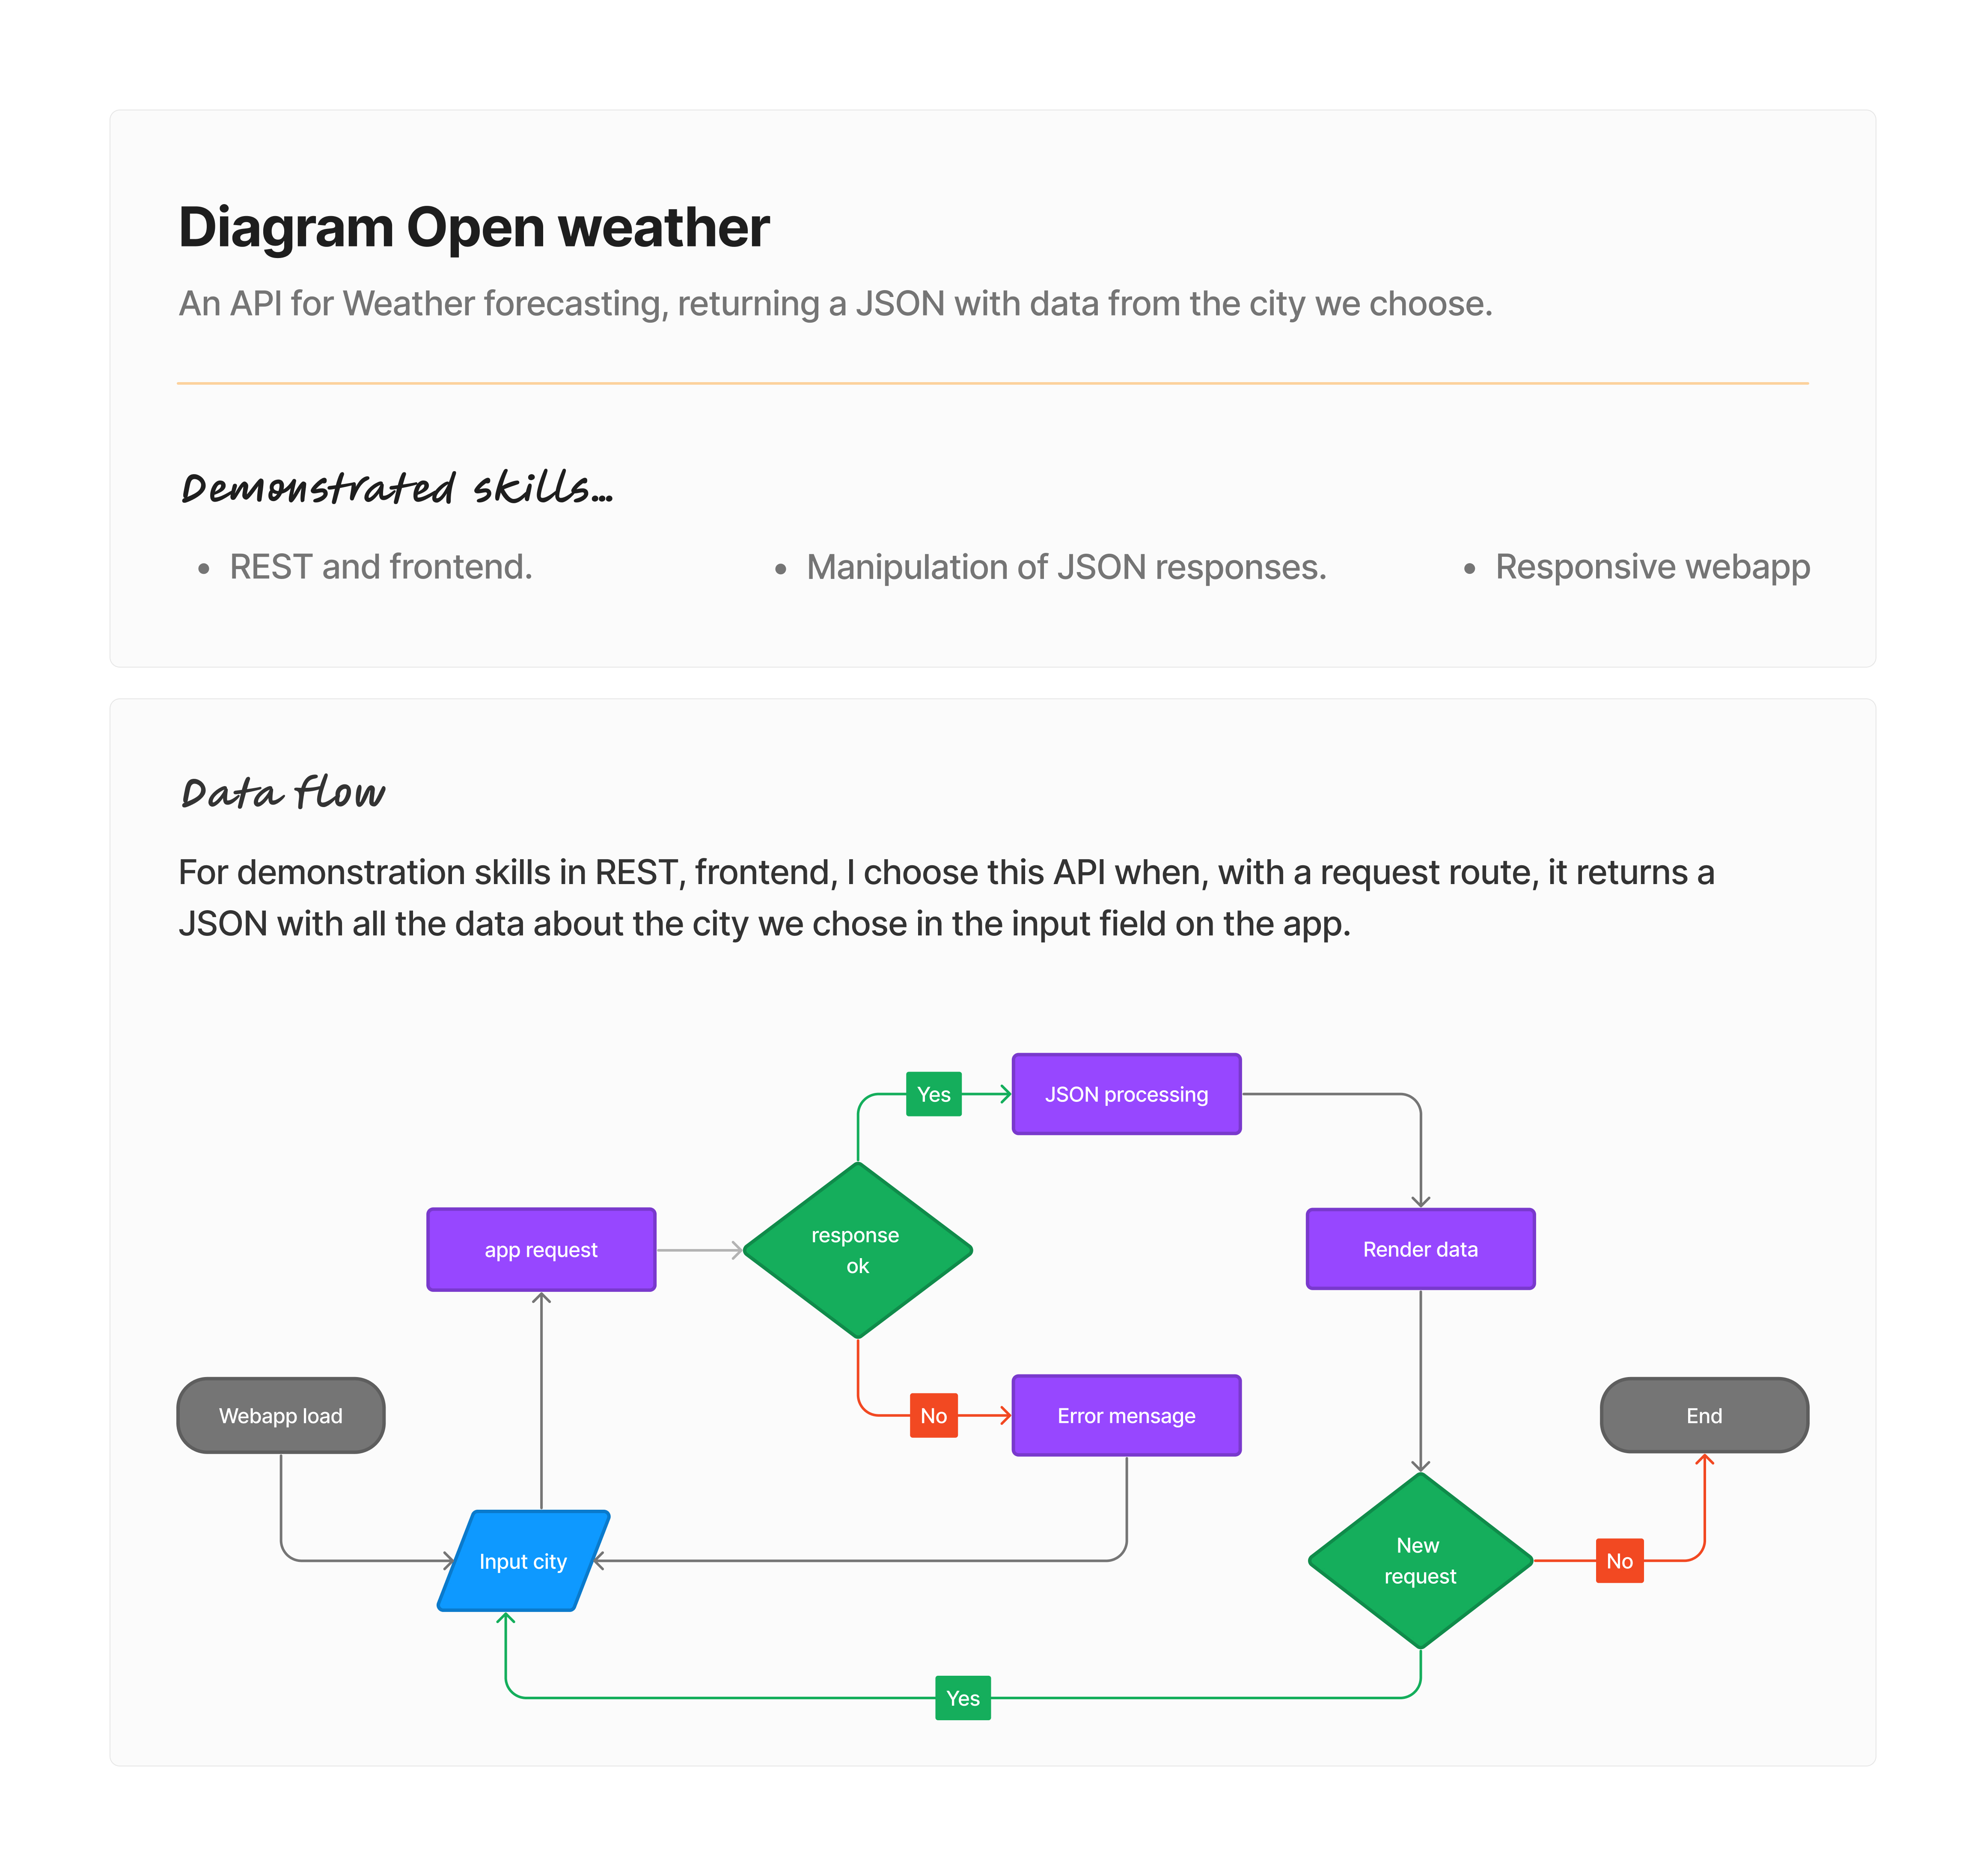 Diagram Open weather
An API for Weather forecasting, returning a JSON with data from the city we choose.
Demonstrated skills...
• REST and frontend.
• Manipulation of JSON responses.
• Responsive webapp
Data flow
For demonstration skills in REST, frontend, I choose this API when, with a request route, it returns a
JSON with all the data about the city we chose in the input field on the app.
Yes
JSON processing
app request
response
ok
Render data
Webapp load
No
Error mensage
End
Input city
New
request
No
Yes